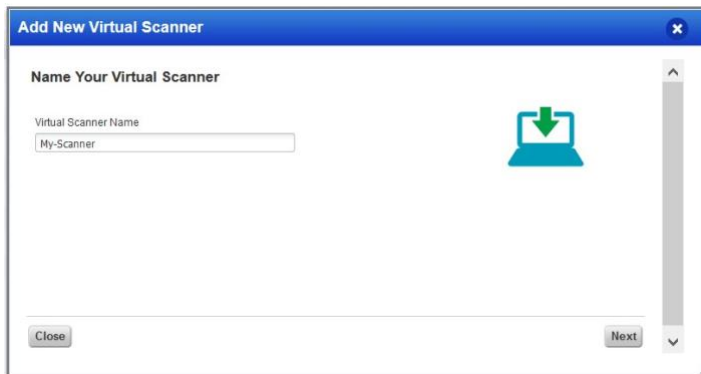 Add New Virtual Scanner
Name Your Virtual Scanner
Virtual Scanner Name
My-Scanner
Close
Next